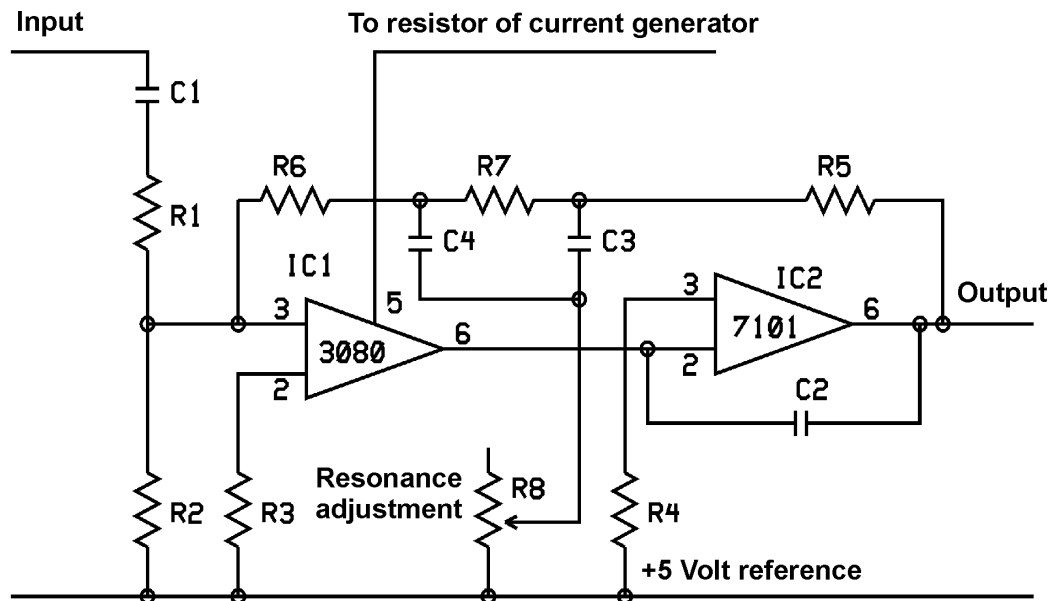 Input
To resistor of current generator
C1
R6
R7
R5
R1
C4
C3
IC1
IC2
5
3
3
6
Output
3080
6
7101
2
2
C2
Resonance
adjustment
R8
R2
R3
R4
+5 Volt reference